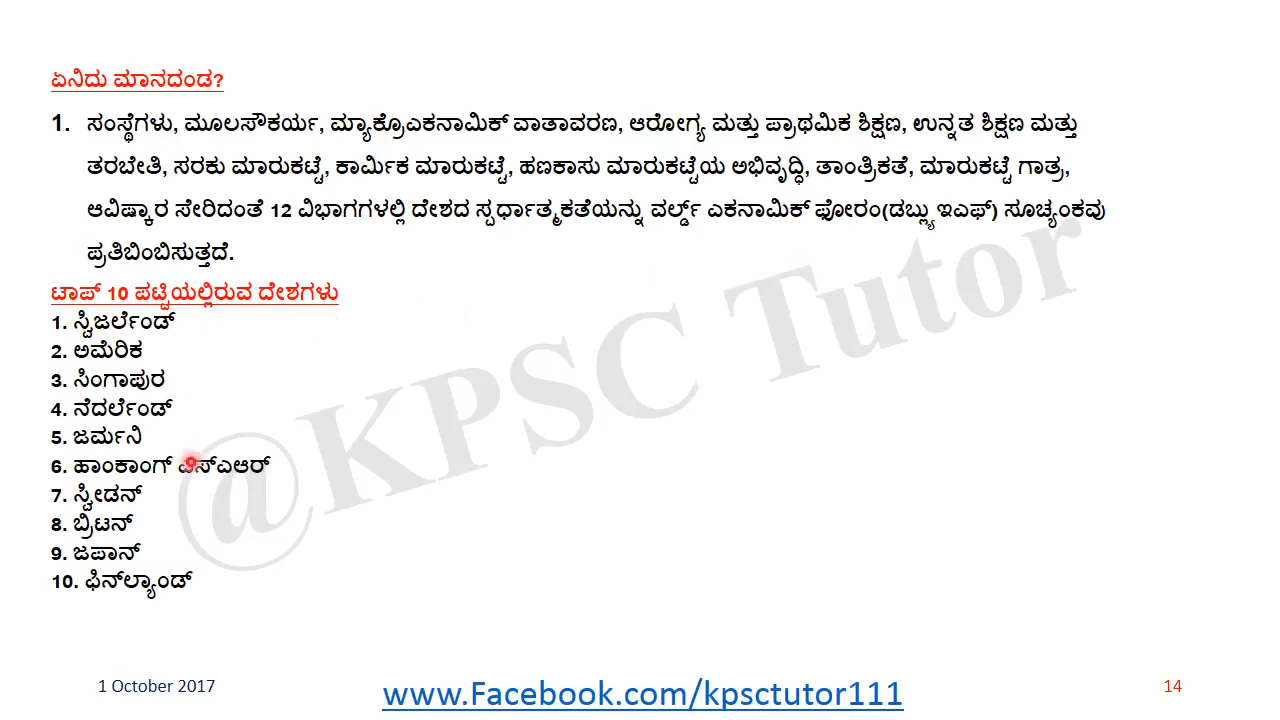 ಏನಿದು ಮಾನದಂಡ?
1. ಸಂಸ್ಥೆಗಳು, ಮೂಲಸೌಕರ್ಯ, ಮ್ಯಾಕ್ರೊಎಕನಾಮಿಕ್ ವಾತಾವರಣ, ಆರೋಗ್ಯ ಮತ್ತು ಪ್ರಾಥಮಿಕ ಶಿಕ್ಷಣ, ಉನ್ನತ ಶಿಕ್ಷಣ ಮತ್ತು
ತರಬೇತಿ, ಸರಕು ಮಾರುಕಟ್ಟೆ, ಕಾರ್ಮಿಕ ಮಾರುಕಟ್ಟೆ, ಹಣಕಾಸು ಮಾರುಕಟ್ಟೆಯ ಅಭಿವೃದ್ಧಿ, ತಾಂತ್ರಿಕತೆ, ಮಾರುಕಟ್ಟೆ ಗಾತ್ರ,
ಆವಿಷ್ಕಾರ ಸೇರಿದಂತೆ 12 ವಿಭಾಗಗಳಲ್ಲಿ ದೇಶದ ಸ್ಪರ್ಧಾತ್ಮಕತೆಯನ್ನು ವರ್ಲ್ಡ್ ಎಕನಾಮಿಕ್ ಫೋರಂ(ಡಬ್ಲ್ಯುಇಎಫ್) ಸೂಚ್ಯಂಕವು
ಪ್ರತಿಬಿಂಬಿಸುತ್ತದೆ.
ಟಾಪ್ 10 ಪಟ್ಟಿಯಲ್ಲಿರುವ ದೇಶಗಳು
1. ಸ್ವಿಜರ್ಲೆಂಡ್
2. ಅಮೆರಿಕ
3. ಸಿಂಗಾಪುರ
4. ನೆದರ್ಲೆಂಡ್
5. ಜರ್ಮನಿ
6. ಹಾಂಕಾಂಗ್ ಎಸ್ಎಆರ್
7. ಸ್ವೀಡನ್
8. ಬ್ರಿಟನ್
9. ಜಪಾನ್
10. ಫಿನ್‌ಲ್ಯಾಂಡ್
@KPSC Tutor
1 October 2017
www.Facebook.com/kpsctutor111
14